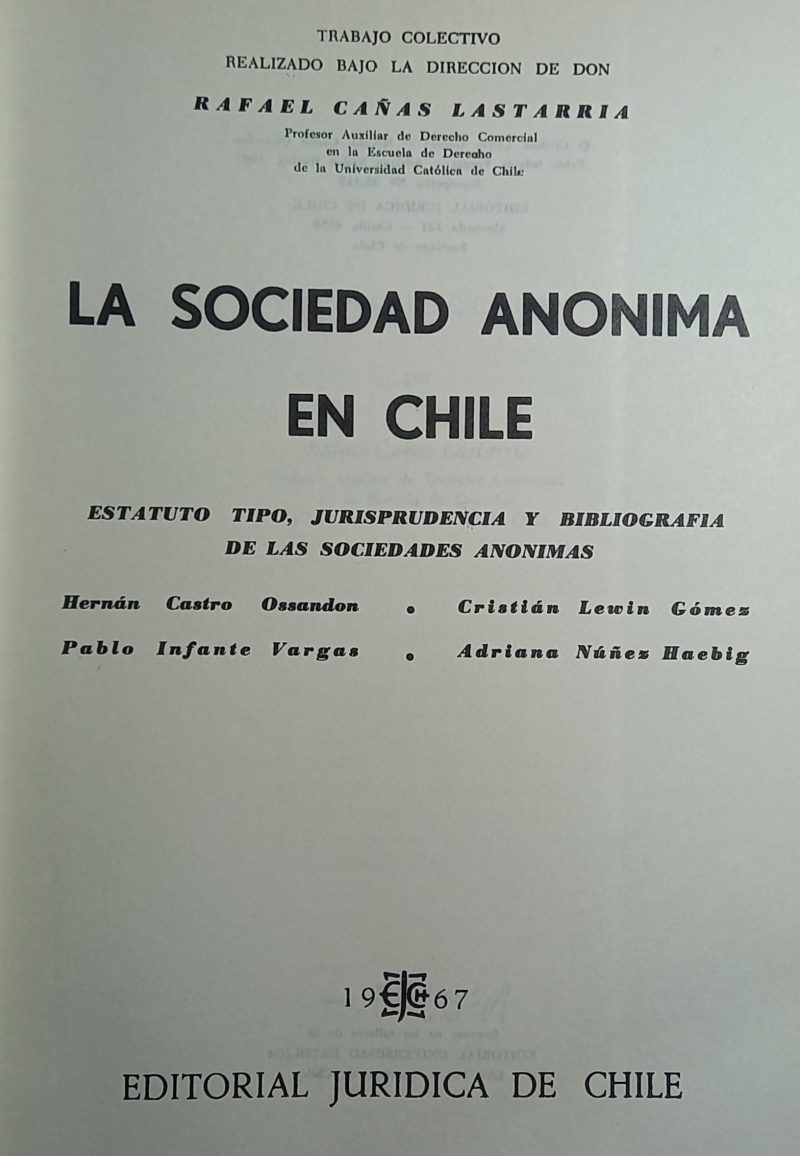 TRABAJO COLECTIVO
REALIZADO BAJO LA DIRECCION DE DON
RAFAEL CAÑAS LASTARRIA
Profesor Auxiliar de Derecho Comercial
en la Escuela de Derecho
de la Universidad Católica de Chile
LA SOCIEDAD ANONIMA
EN CHILE
ESTATUTO TIPO, JURISPRUDENCIA Y BIBLIOGRAFIA
DE LAS SOCIEDADES ANONIMAS
Hernán Castro Ossandon • Cristián Lewin Gómez
Pablo Infante Vargas • Adriana Núñez Haebig
19 EJCH 67
EDITORIAL JURIDICA DE CHILE